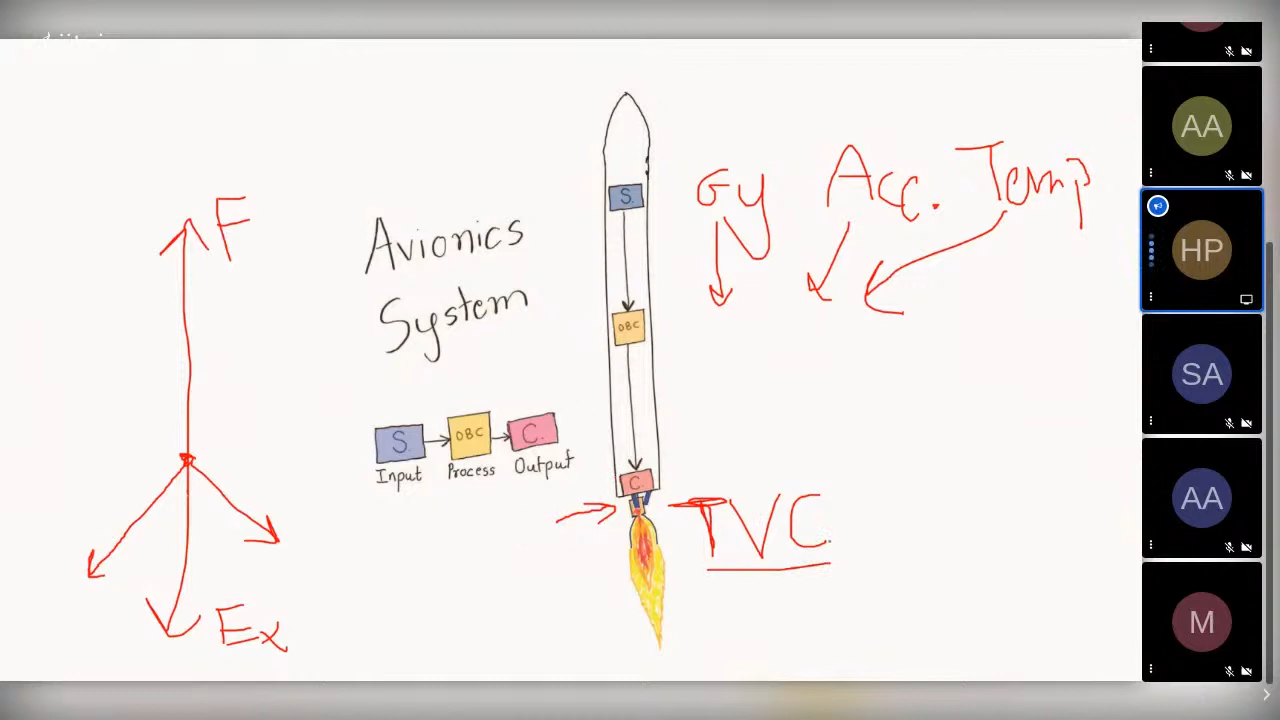 F
Avionics
System
S.
OBC
C.
Input
Process
Output
Ex
S.
OBC
C.
Gy Acc. Temp
TVC
AA
HP
SA
AA
M